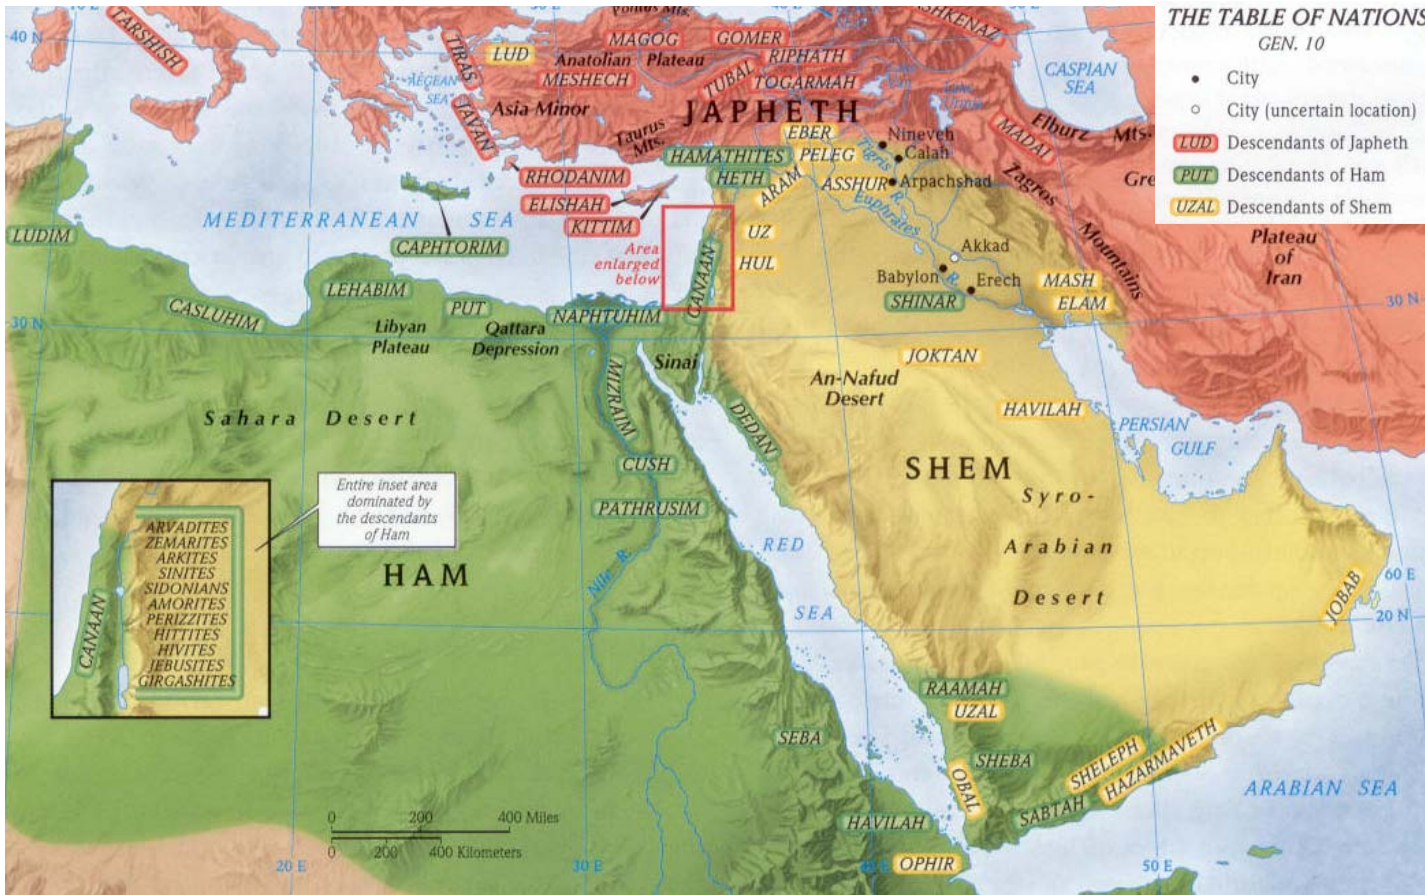 THE TABLE OF NATIONS
GEN. 10
City
City (uncertain location)
LUD Descendants of Japheth
PUT Descendants of Ham
UZAL Descendants of Shem
40 N
TARSHISH
TIRAS
LUD
Pontus Mts.
MAGOG
GOMER
ASHKENAZ
Anatolian Plateau
RIPHATH
MESHECH
TUBAL
TOGARMAH
CASPIAN
SEA
AEGEAN
SEA
Asia Minor
JAVAN
JAPHETH
Taurus
Mts.
Elburz Mts.
MADAI
EBER
Nineveh
HAMATHITES
PELEG
Tigris R.
Calah
RHODANIM
HETH
ARAM
ASSHUR
Arpachshad
Zagros
Mountains
ELISHAH
Euphrates R.
KITTIM
MEDITERRANEAN SEA
LUDIM
CAPHTORIM
Area
enlarged
below
CANAAN
UZ
HUL
Akkad
Babylon
Erech
SHINAR
MASH
ELAM
Plateau
of
Iran
30 N
30 N
LEHABIM
CASLUHIM
PUT
NAPHTUHIM
Libyan
Plateau
Qattara
Depression
Sinai
JOKTAN
MIZRAIM
An-Nafud
Desert
DEDAN
HAVILAH
PERSIAN
GULF
Sahara Desert
CUSH
SHEM
PATHRUSIM
Syro-
Arabian
Desert
Entire inset area
dominated by
the descendants
of Ham
ARVADITES
ZEMARITES
ARKITES
SINITES
SIDONIANS
AMORITES
PERIZZITES
HITTITES
HIVITES
JEBUSITES
GIRGASHITES
CANAAN
HAM
Nile R.
RED
SEA
60 E
JOBAB
20 N
RAAMAH
UZAL
SEBA
SHEBA
SHELEPH
HAZARMAVETH
OBAL
SABTAH
ARABIAN SEA
HAVILAH
OPHIR
0 200 400 Miles
0 200 400 Kilometers
20 E
30 E
50 E